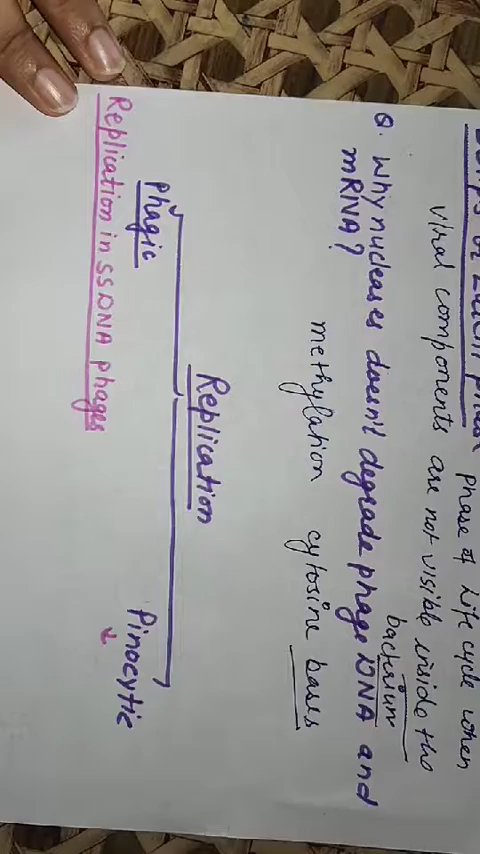 phase of life cycle when
viral components are not visible inside the
bacterium
Q. Why nucleases doesn't degrade phage DNA and
mRNA?
methylation cytosine bases
Replication
Phagic Pinocytic
Replication in SSDNA phages